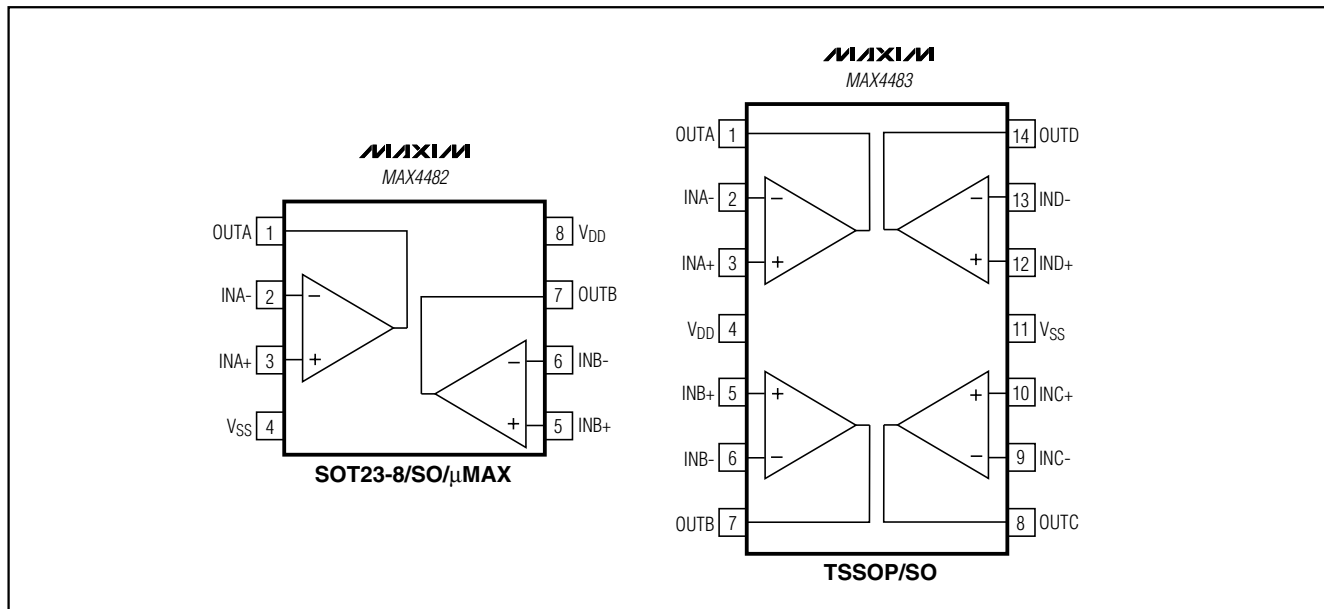 MAXIM
MAX4482
OUTA 1
8 VDD
INA- 2
−
7 OUTB
INA+ 3
+
−
6 INB-
VSS 4
+
5 INB+
SOT23-8/SO/μMAX
MAXIM
MAX4483
OUTA 1
14 OUTD
INA- 2
−
−
13 IND-
INA+ 3
+
+
12 IND+
VDD 4
11 VSS
INB+ 5
+
+
10 INC+
INB- 6
−
−
9 INC-
OUTB 7
8 OUTC
TSSOP/SO